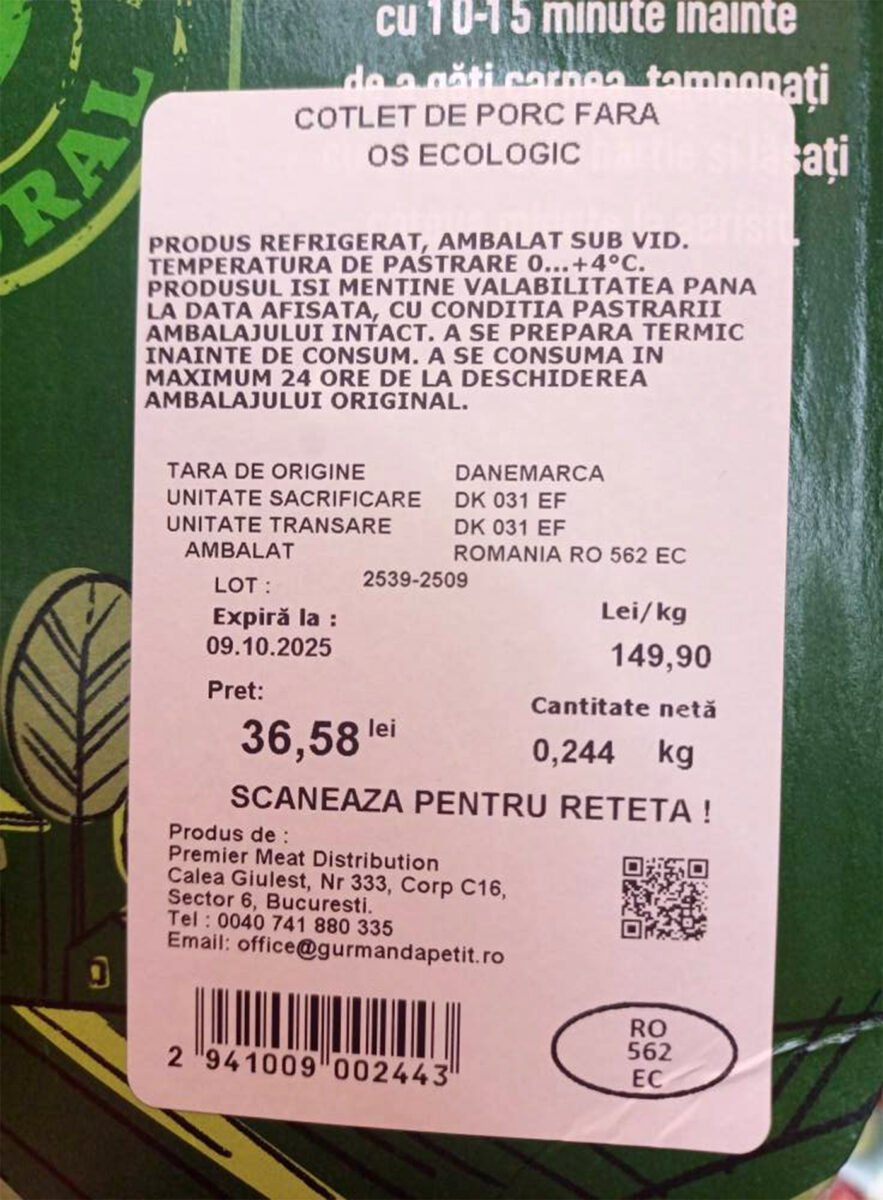 cu 10-15 minute înainte
de a găti carnea, tamponați
lăsați
RAL
COTLET DE PORC FARA
OS ECOLOGIC
PRODUS REFRIGERAT, AMBALAT SUB VID.
TEMPERATURA DE PASTRARE 0...+4°C.
PRODUSUL ISI MENTINE VALABILITATEA PANA
LA DATA AFISATA, CU CONDITIA PASTRARII
AMBALAJULUI INTACT. A SE PREPARA TERMIC
INAINTE DE CONSUM. A SE CONSUMA IN
MAXIMUM 24 ORE DE LA DESCHIDEREA
AMBALAJULUI ORIGINAL.
TARA DE ORIGINE DANEMARCA
UNITATE SACRIFICARE DK 031 EF
UNITATE TRANSARE DK 031 EF
AMBALAT ROMANIA RO 562 EC
LOT : 2539-2509
Expiră la : Lei/kg
09.10.2025 149,90
Pret: Cantitate netă
36,58 lei 0,244 kg
SCANEAZA PENTRU RETETA !
Produs de :
Premier Meat Distribution
Calea Giulest, Nr 333, Corp C16,
Sector 6, Bucuresti.
Tel : 0040 741 880 335
Email: office@gurmandapetit.ro
2 941009 002443
RO
562
EC